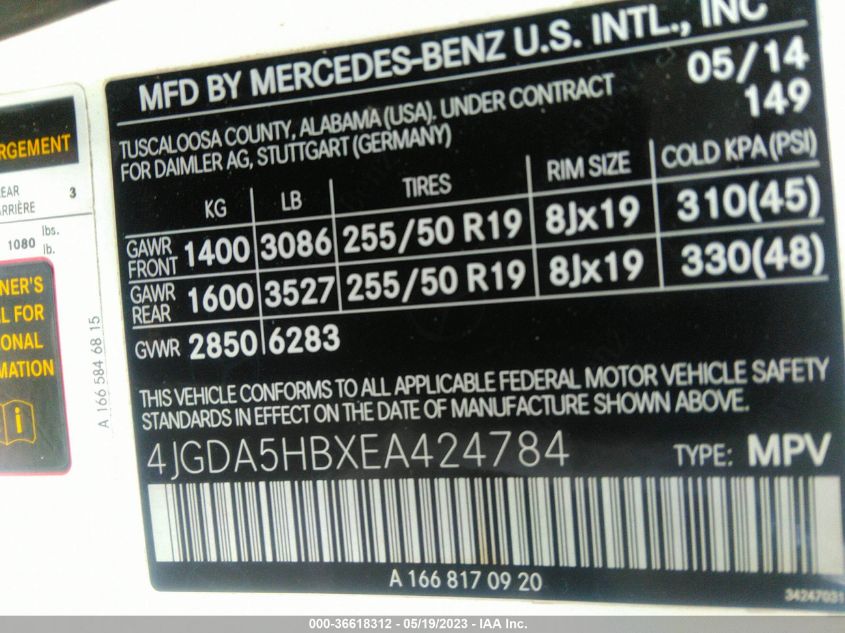 MFD BY MERCEDES-BENZ U.S. INTL., INC
05/14
149
TUSCALOOSA COUNTY, ALABAMA (USA). UNDER CONTRACT
FOR DAIMLER AG, STUTTGART (GERMANY)
KG LB TIRES RIM SIZE COLD KPA (PSI)
GAWR FRONT 1400 3086 255/50 R19 8Jx19 310(45)
GAWR REAR 1600 3527 255/50 R19 8Jx19 330(48)
GVWR 2850 6283
THIS VEHICLE CONFORMS TO ALL APPLICABLE FEDERAL MOTOR VEHICLE SAFETY
STANDARDS IN EFFECT ON THE DATE OF MANUFACTURE SHOWN ABOVE.
4JGDA5HBXEA424784 TYPE: MPV
A 166 817 09 20
34247031
RGEMENT
EAR 3
ARRIÈRE
1080 lbs.
lb.
NER'S
L FOR
ONAL
MATION
i
A 166 584 68 15
000-36618312 - 05/19/2023 - IAA Inc.